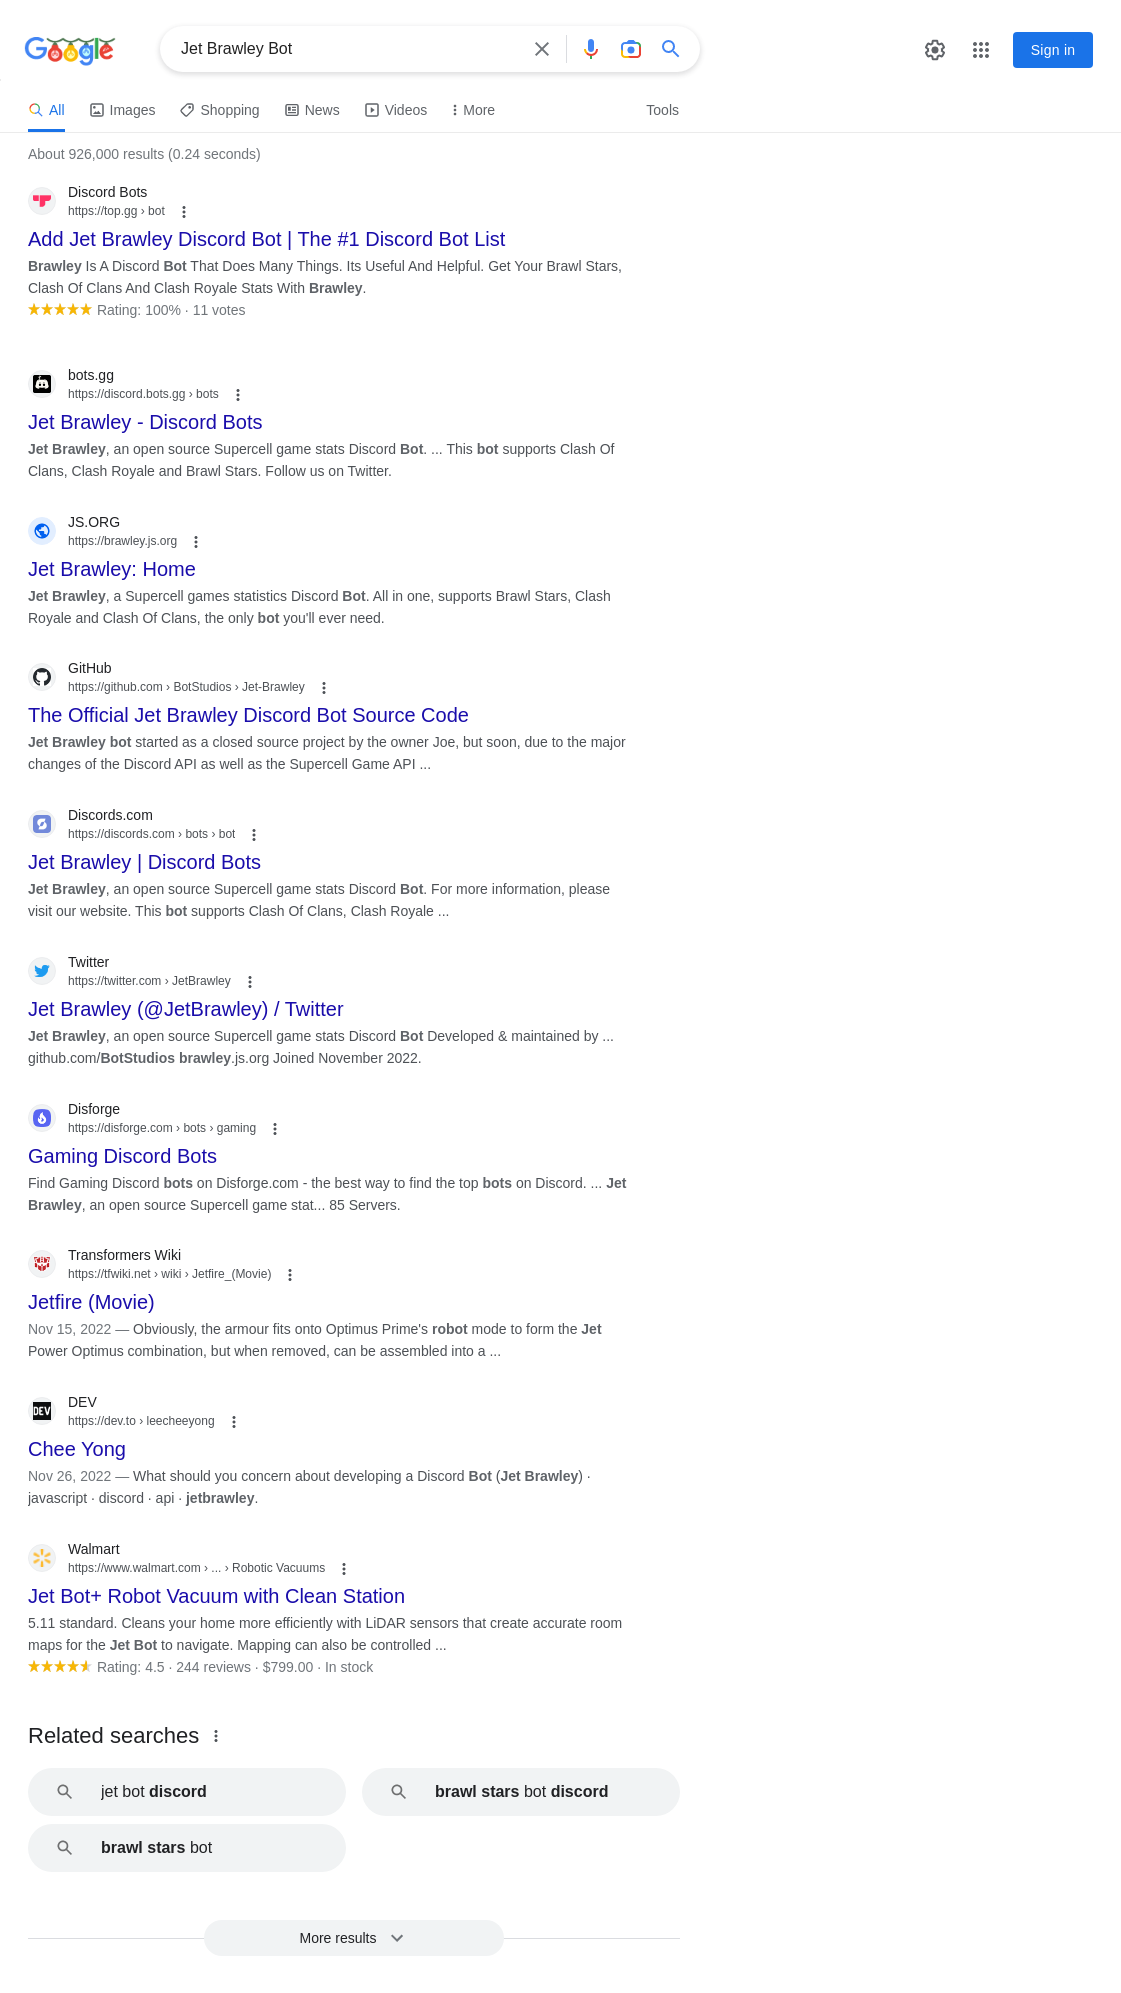 Google
Jet Brawley Bot
Sign in
All
Images
Shopping
News
Videos
More
Tools
About 926,000 results (0.24 seconds)
Discord Bots
https://top.gg › bot
Add Jet Brawley Discord Bot | The #1 Discord Bot List
Brawley Is A Discord Bot That Does Many Things. Its Useful And Helpful. Get Your Brawl Stars,
Clash Of Clans And Clash Royale Stats With Brawley.
Rating: 100% · 11 votes
bots.gg
https://discord.bots.gg › bots
Jet Brawley - Discord Bots
Jet Brawley, an open source Supercell game stats Discord Bot. ... This bot supports Clash Of
Clans, Clash Royale and Brawl Stars. Follow us on Twitter.
JS.ORG
https://brawley.js.org
Jet Brawley: Home
Jet Brawley, a Supercell games statistics Discord Bot. All in one, supports Brawl Stars, Clash
Royale and Clash Of Clans, the only bot you'll ever need.
GitHub
https://github.com › BotStudios › Jet-Brawley
The Official Jet Brawley Discord Bot Source Code
Jet Brawley bot started as a closed source project by the owner Joe, but soon, due to the major
changes of the Discord API as well as the Supercell Game API ...
Discords.com
https://discords.com › bots › bot
Jet Brawley | Discord Bots
Jet Brawley, an open source Supercell game stats Discord Bot. For more information, please
visit our website. This bot supports Clash Of Clans, Clash Royale ...
Twitter
https://twitter.com › JetBrawley
Jet Brawley (@JetBrawley) / Twitter
Jet Brawley, an open source Supercell game stats Discord Bot Developed & maintained by ...
github.com/BotStudios brawley.js.org Joined November 2022.
Disforge
https://disforge.com › bots › gaming
Gaming Discord Bots
Find Gaming Discord bots on Disforge.com - the best way to find the top bots on Discord. ... Jet
Brawley, an open source Supercell game stat... 85 Servers.
Transformers Wiki
https://tfwiki.net › wiki › Jetfire_(Movie)
Jetfire (Movie)
Nov 15, 2022 — Obviously, the armour fits onto Optimus Prime's robot mode to form the Jet
Power Optimus combination, but when removed, can be assembled into a ...
DEV
DEV
https://dev.to › leecheeyong
Chee Yong
Nov 26, 2022 — What should you concern about developing a Discord Bot (Jet Brawley) ·
javascript · discord · api · jetbrawley.
Walmart
https://www.walmart.com › ... › Robotic Vacuums
Jet Bot+ Robot Vacuum with Clean Station
5.11 standard. Cleans your home more efficiently with LiDAR sensors that create accurate room
maps for the Jet Bot to navigate. Mapping can also be controlled ...
Rating: 4.5 · 244 reviews · $799.00 · In stock
Related searches
jet bot discord
brawl stars bot discord
brawl stars bot
More results